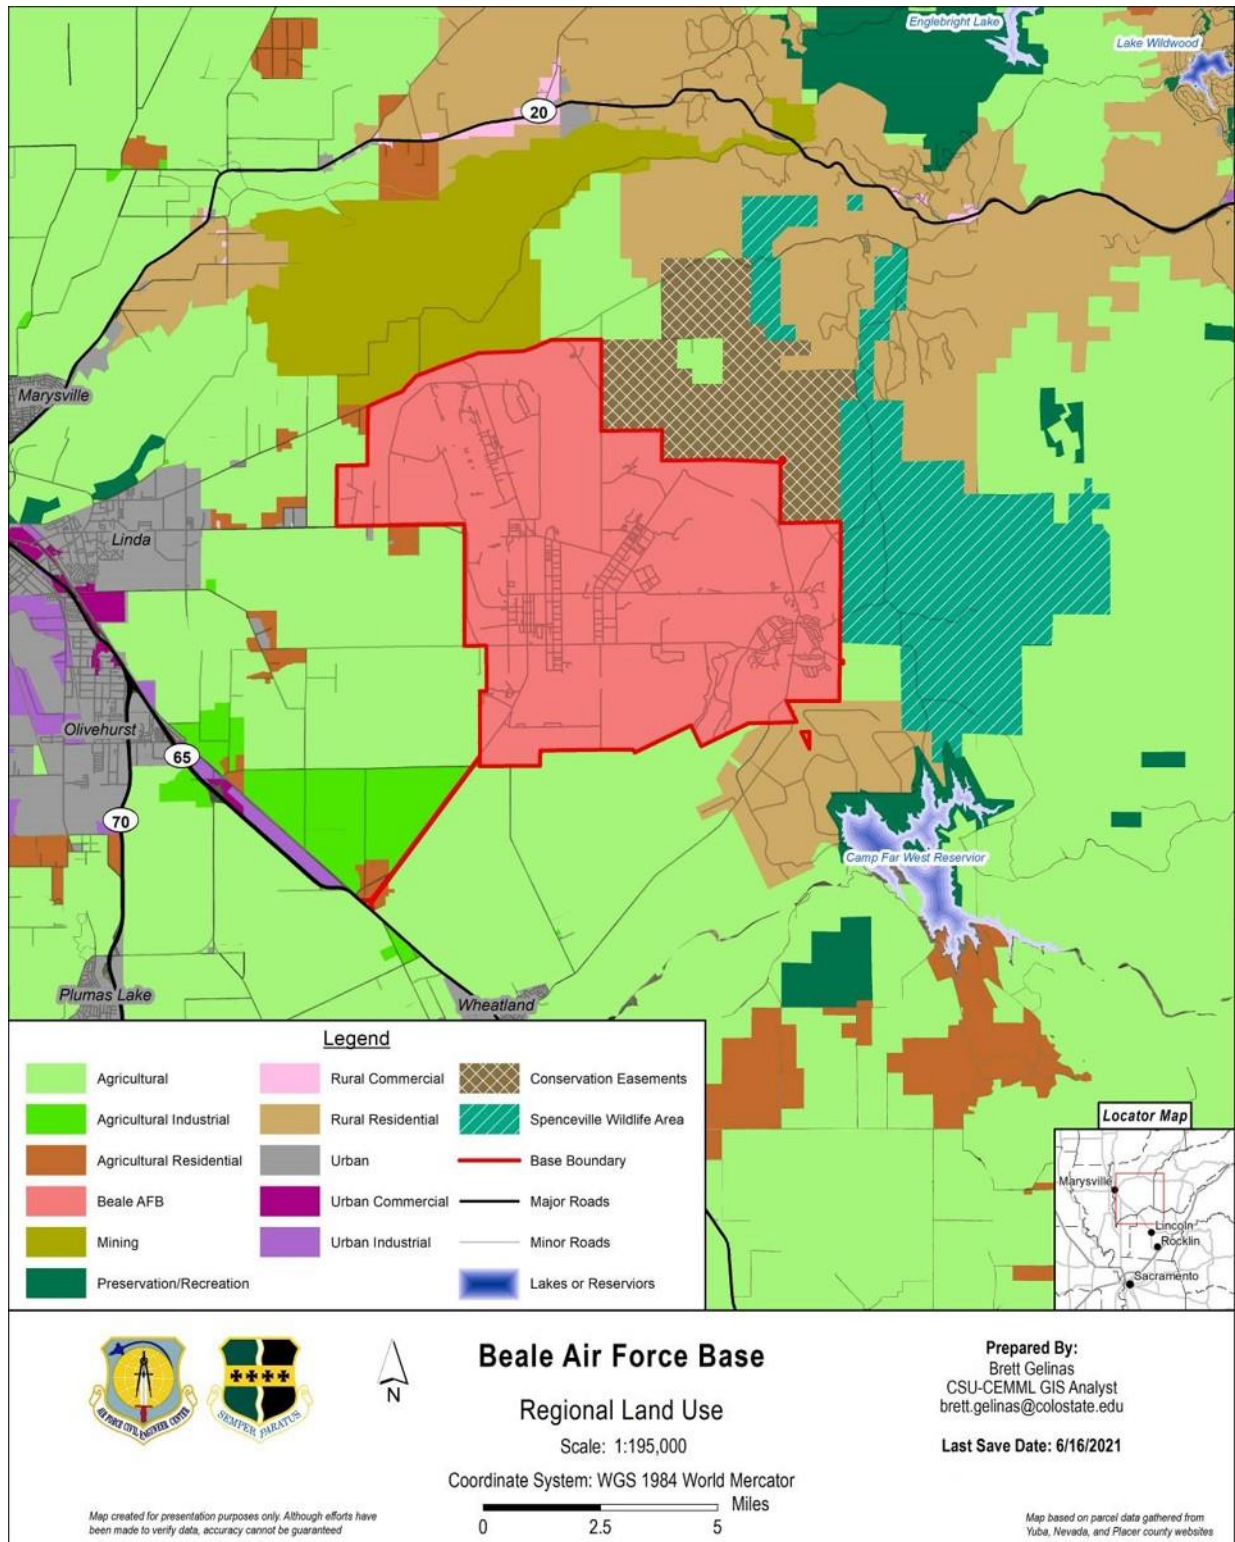 Englebright Lake
Lake Wildwood
20
Marysville
Linda
Olivehurst
65
70
Camp Far West Reservior
Plumas Lake
Wheatland
Legend
Agricultural
Agricultural Industrial
Agricultural Residential
Beale AFB
Mining
Preservation/Recreation
Rural Commercial
Rural Residential
Urban
Urban Commercial
Urban Industrial
Conservation Easements
Spenceville Wildlife Area
Base Boundary
Major Roads
Minor Roads
Lakes or Reserviors
Locator Map
Marysville
Lincoln
Rocklin
Sacramento
AIR FORCE CIVIL ENGINEER CENTER
SEMPER PARATUS
N
Beale Air Force Base
Regional Land Use
Scale: 1:195,000
Coordinate System: WGS 1984 World Mercator
Miles
0 2.5 5
Prepared By:
Brett Gelinas
CSU-CEMML GIS Analyst
brett.gelinas@colostate.edu
Last Save Date: 6/16/2021
Map created for presentation purposes only. Although efforts have
been made to verify data, accuracy cannot be guaranteed
Map based on parcel data gathered from
Yuba, Nevada, and Placer county websites